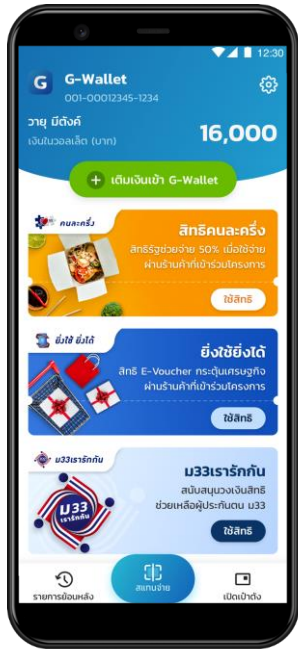 12:30
G
G-Wallet
001-00012345-1234
วายุ มีตังค์
เงินในวอลเล็ต (บาท)
16,000
+ เติมเงินเข้า G-Wallet
คนละครึ่ง
สิทธิคนละครึ่ง
สิทธิรัฐช่วยจ่าย 50% เมื่อใช้จ่าย
ผ่านร้านค้าที่เข้าร่วมโครงการ
ใช้สิทธิ
ยิ่งใช้ ยิ่งได้
ยิ่งใช้ยิ่งได้
สิทธิ E-Voucher กระตุ้นเศรษฐกิจ
ผ่านร้านค้าที่เข้าร่วมโครงการ
ใช้สิทธิ
ม33เรารักกัน
ม33
เรารักกัน
ม33เรารักกัน
สนับสนุนวงเงินสิทธิ
ช่วยเหลือผู้ประกันตน ม33
ใช้สิทธิ
รายการย้อนหลัง
สแกนจ่าย
เปิดเป๋าตัง